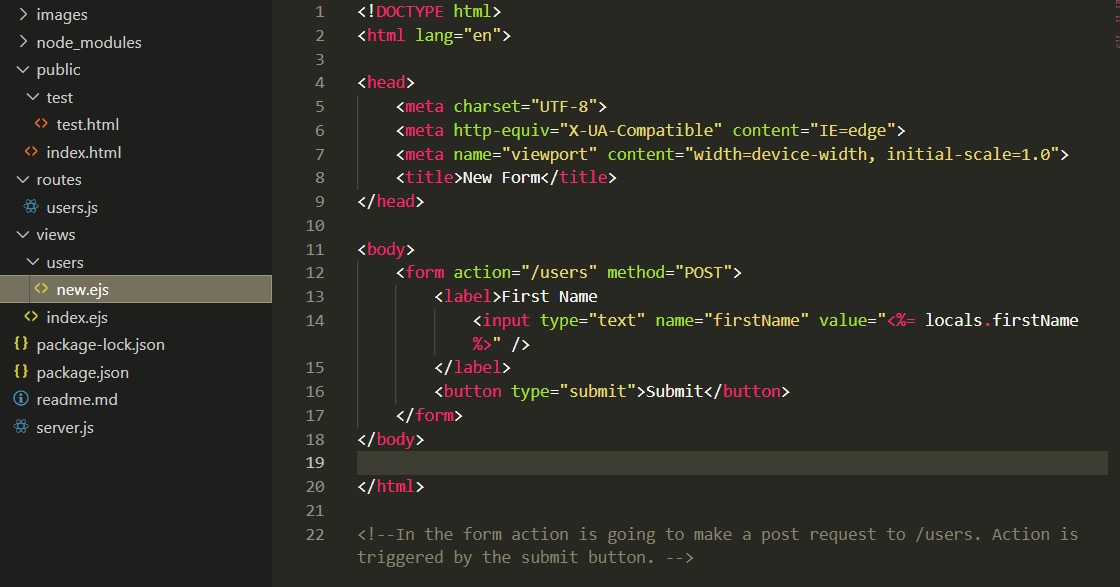 images
node_modules
public
test
test.html
index.html
routes
users.js
views
users
new.ejs
index.ejs
package-lock.json
package.json
readme.md
server.js
1 <!DOCTYPE html>
2 <html lang="en">
3
4 <head>
5 <meta charset="UTF-8">
6 <meta http-equiv="X-UA-Compatible" content="IE=edge">
7 <meta name="viewport" content="width=device-width, initial-scale=1.0">
8 <title>New Form</title>
9 </head>
10
11 <body>
12 <form action="/users" method="POST">
13 <label>First Name
14 <input type="text" name="firstName" value="<%= locals.firstName
%>" />
15 </label>
16 <button type="submit">Submit</button>
17 </form>
18 </body>
19
20 </html>
21
22 <!--In the form action is going to make a post request to /users. Action is
triggered by the submit button. -->